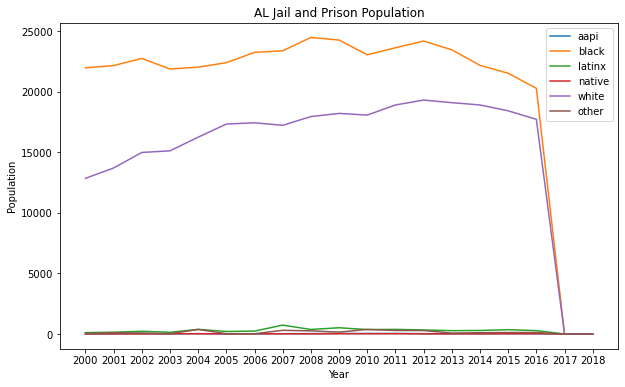 AL Jail and Prison Population
25000
20000
15000
10000
5000
0
Population
aapi
black
latinx
native
white
other
2000 2001 2002 2003 2004 2005 2006 2007 2008 2009 2010 2011 2012 2013 2014 2015 2016 2017 2018
Year